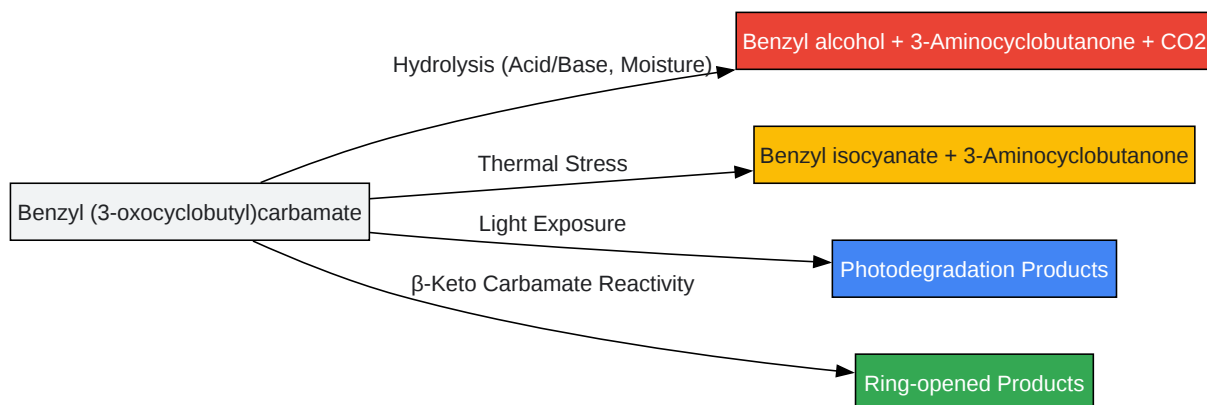 Benzyl alcohol + 3-Aminocyclobutanone + CO2
Hydrolysis (Acid/Base, Moisture)
Benzyl isocyanate + 3-Aminocyclobutanone
Thermal Stress
Benzyl (3-oxocyclobutyl)carbamate
Light Exposure
Photodegradation Products
β-Keto Carbamate Reactivity
Ring-opened Products